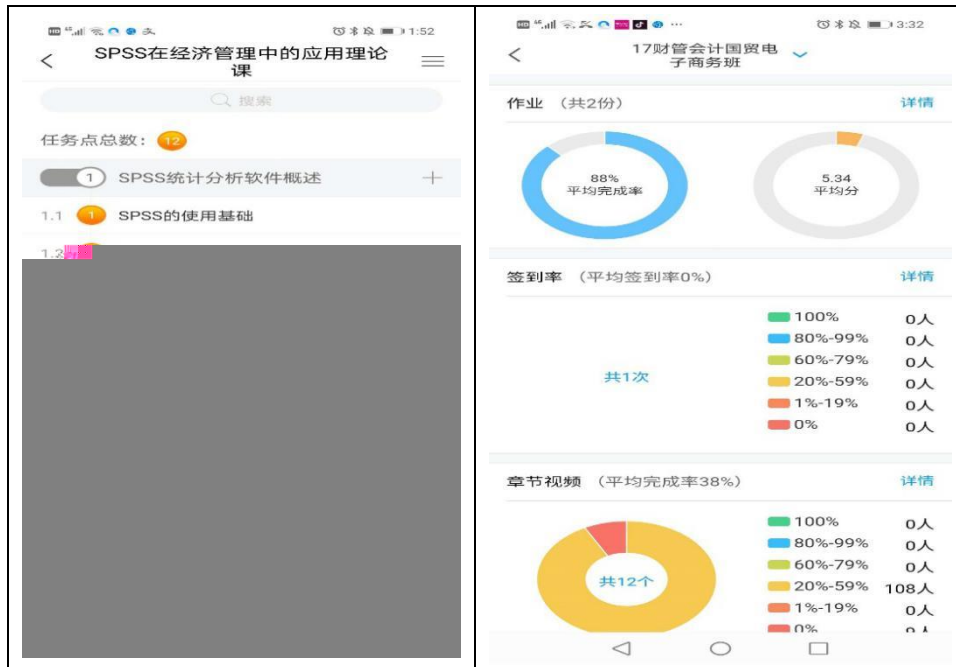 1:52
SPSS在经济管理中的应用理论
课
搜索
任务点总数: 12
1 SPSS统计分析软件概述
1.1 1 SPSS的使用基础
1.2
3:32
17财管会计国贸电
子商务班
作业 (共2份) 详情
88%
平均完成率
5.34
平均分
签到率 (平均签到率0%) 详情
共1次
100% 0人
80%-99% 0人
60%-79% 0人
20%-59% 0人
1%-19% 0人
0% 0人
章节视频 (平均完成率38%) 详情
共12个
100% 0人
80%-99% 0人
60%-79% 0人
20%-59% 108人
1%-19% 0人
0%